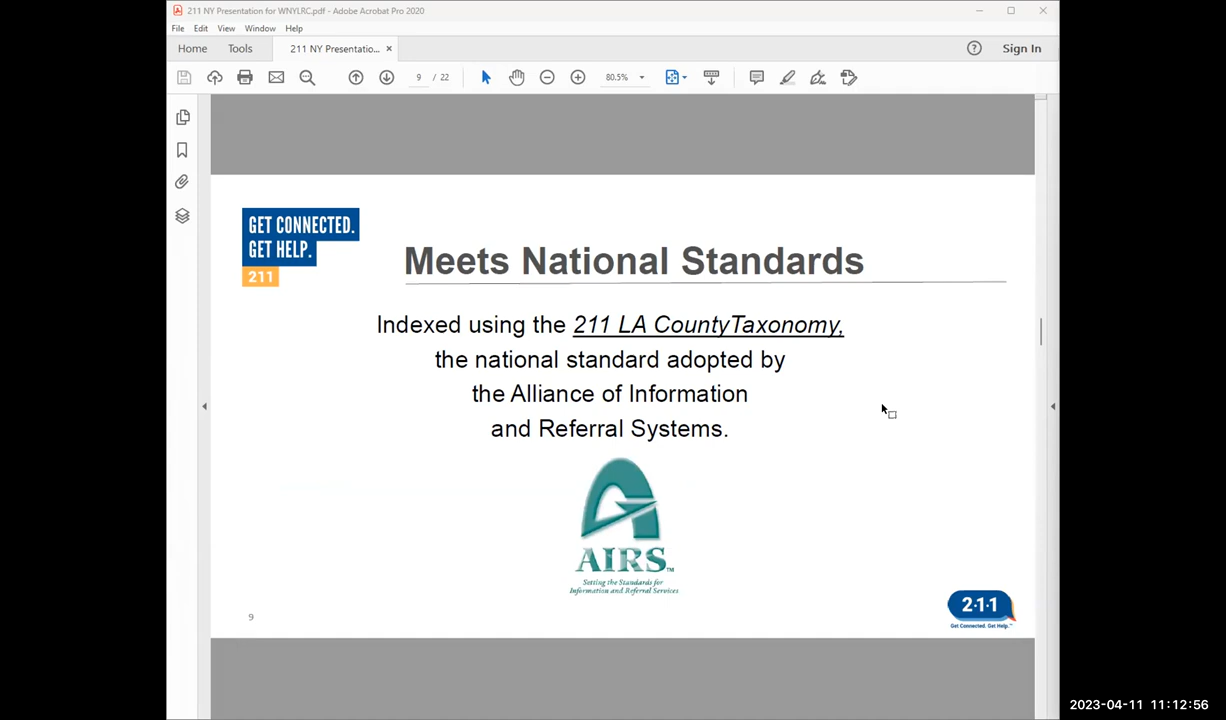 211 NY Presentation for WNYLRC.pdf - Adobe Acrobat Pro 2020
File Edit View Window Help
Home Tools 211 NY Presentatio... × Sign In
9 / 22 80.5%
GET CONNECTED.
GET HELP.
211
Meets National Standards
Indexed using the 211 LA CountyTaxonomy,
the national standard adopted by
the Alliance of Information
and Referral Systems.
AIRS™
Setting the Standards for
Information and Referral Services
9
2·1·1
Get Connected. Get Help.™
2023-04-11 11:12:56